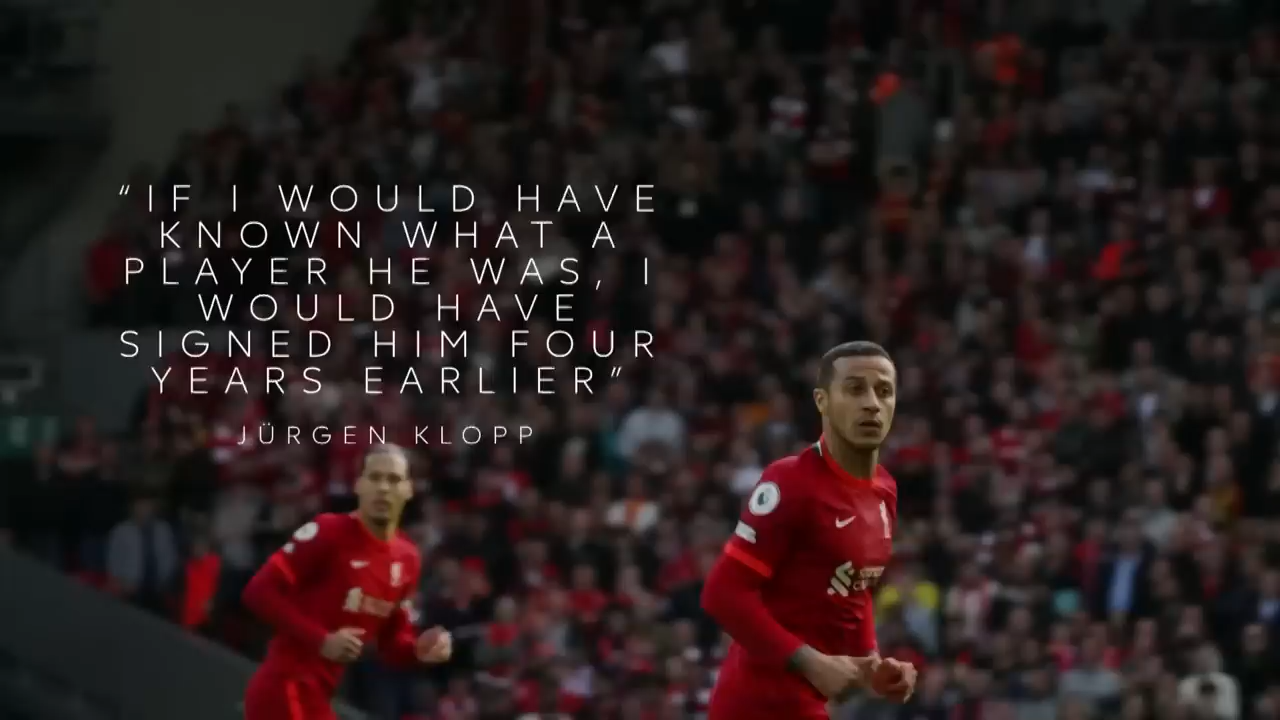 “IF I WOULD HAVE
KNOWN WHAT A
PLAYER HE WAS, I
WOULD HAVE
SIGNED HIM FOUR
YEARS EARLIER”
JÜRGEN KLOPP